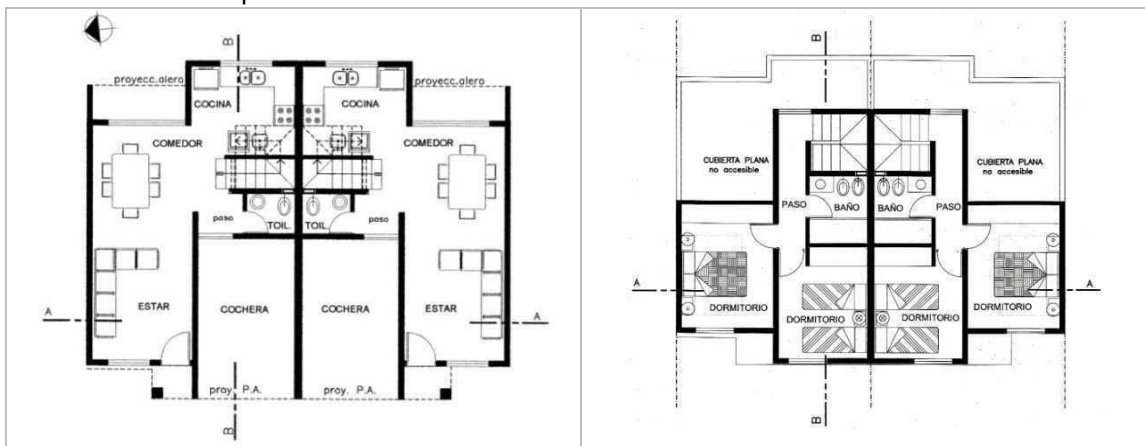 B
proyecc.alero
proyecc.alero
COCINA
COCINA
COMEDOR
COMEDOR
paso
TOIL.
TOIL.
paso
ESTAR
COCHERA
COCHERA
ESTAR
A
A
proy. P.A.
proy. P.A.
B
B
CUBIERTA PLANA
no accesible
CUBIERTA PLANA
no accesible
PASO
BAÑO
BAÑO
PASO
A
A
DORMITORIO
DORMITORIO
DORMITORIO
DORMITORIO
B